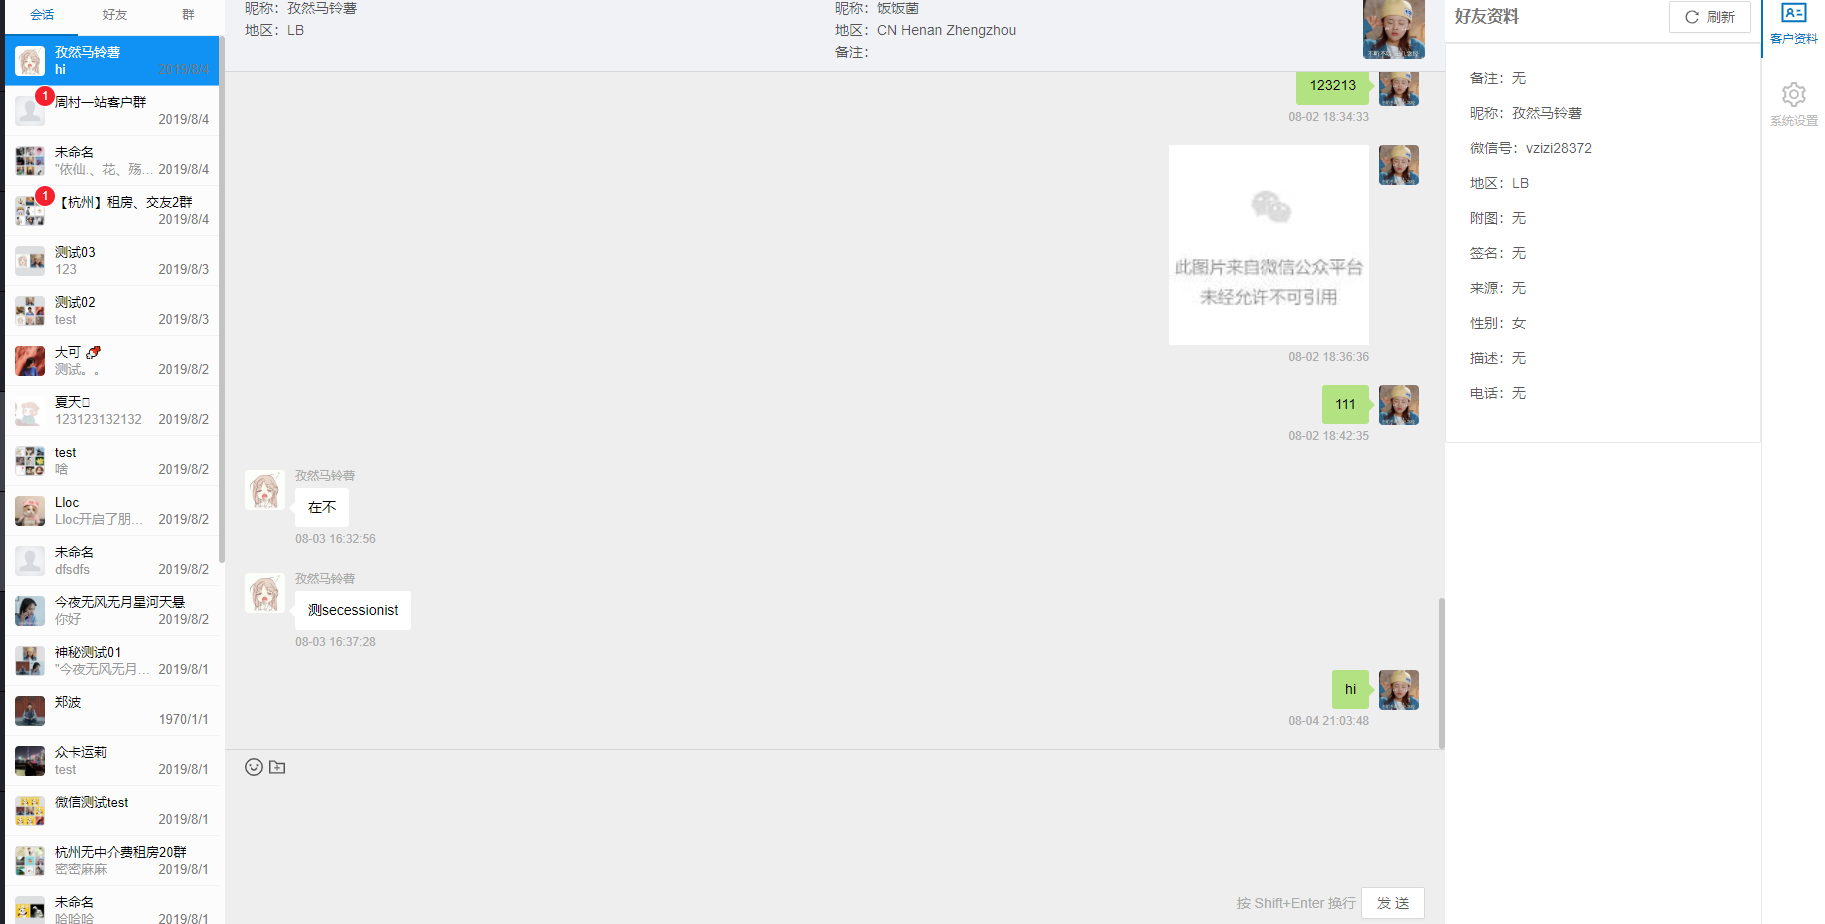 会话
好友
群
孜然马铃薯
hi
2019/8/4
1
周村一站客户群
2019/8/4
未命名
"依仙.、花、殇...
2019/8/4
1
【杭州】租房、交友2群
2019/8/4
测试03
123
2019/8/3
测试02
test
2019/8/3
大可
测试。。
2019/8/2
夏天
123123132132
2019/8/2
test
啥
2019/8/2
Lloc
Lloc开启了朋...
2019/8/2
未命名
dfsdfs
2019/8/2
今夜无风无月星河天悬
你好
2019/8/2
神秘测试01
"今夜无风无月...
2019/8/1
郑波
1970/1/1
众卡运莉
test
2019/8/1
微信测试test
2019/8/1
杭州无中介费租房20群
密密麻麻
2019/8/1
未命名
哈哈哈
2019/8/1
昵称：孜然马铃薯
地区：LB
昵称：饭饭菌
地区：CN Henan Zhengzhou
备注：
123213
08-02 18:34:33
此图片来自微信公众平台
未经允许不可引用
08-02 18:36:36
111
08-02 18:42:35
孜然马铃薯
在不
08-03 16:32:56
孜然马铃薯
测secessionist
08-03 16:37:28
hi
08-04 21:03:48
按 Shift+Enter 换行
发 送
好友资料
刷新
备注：无
昵称：孜然马铃薯
微信号：vzizi28372
地区：LB
附图：无
签名：无
来源：无
性别：女
描述：无
电话：无
客户资料
系统设置